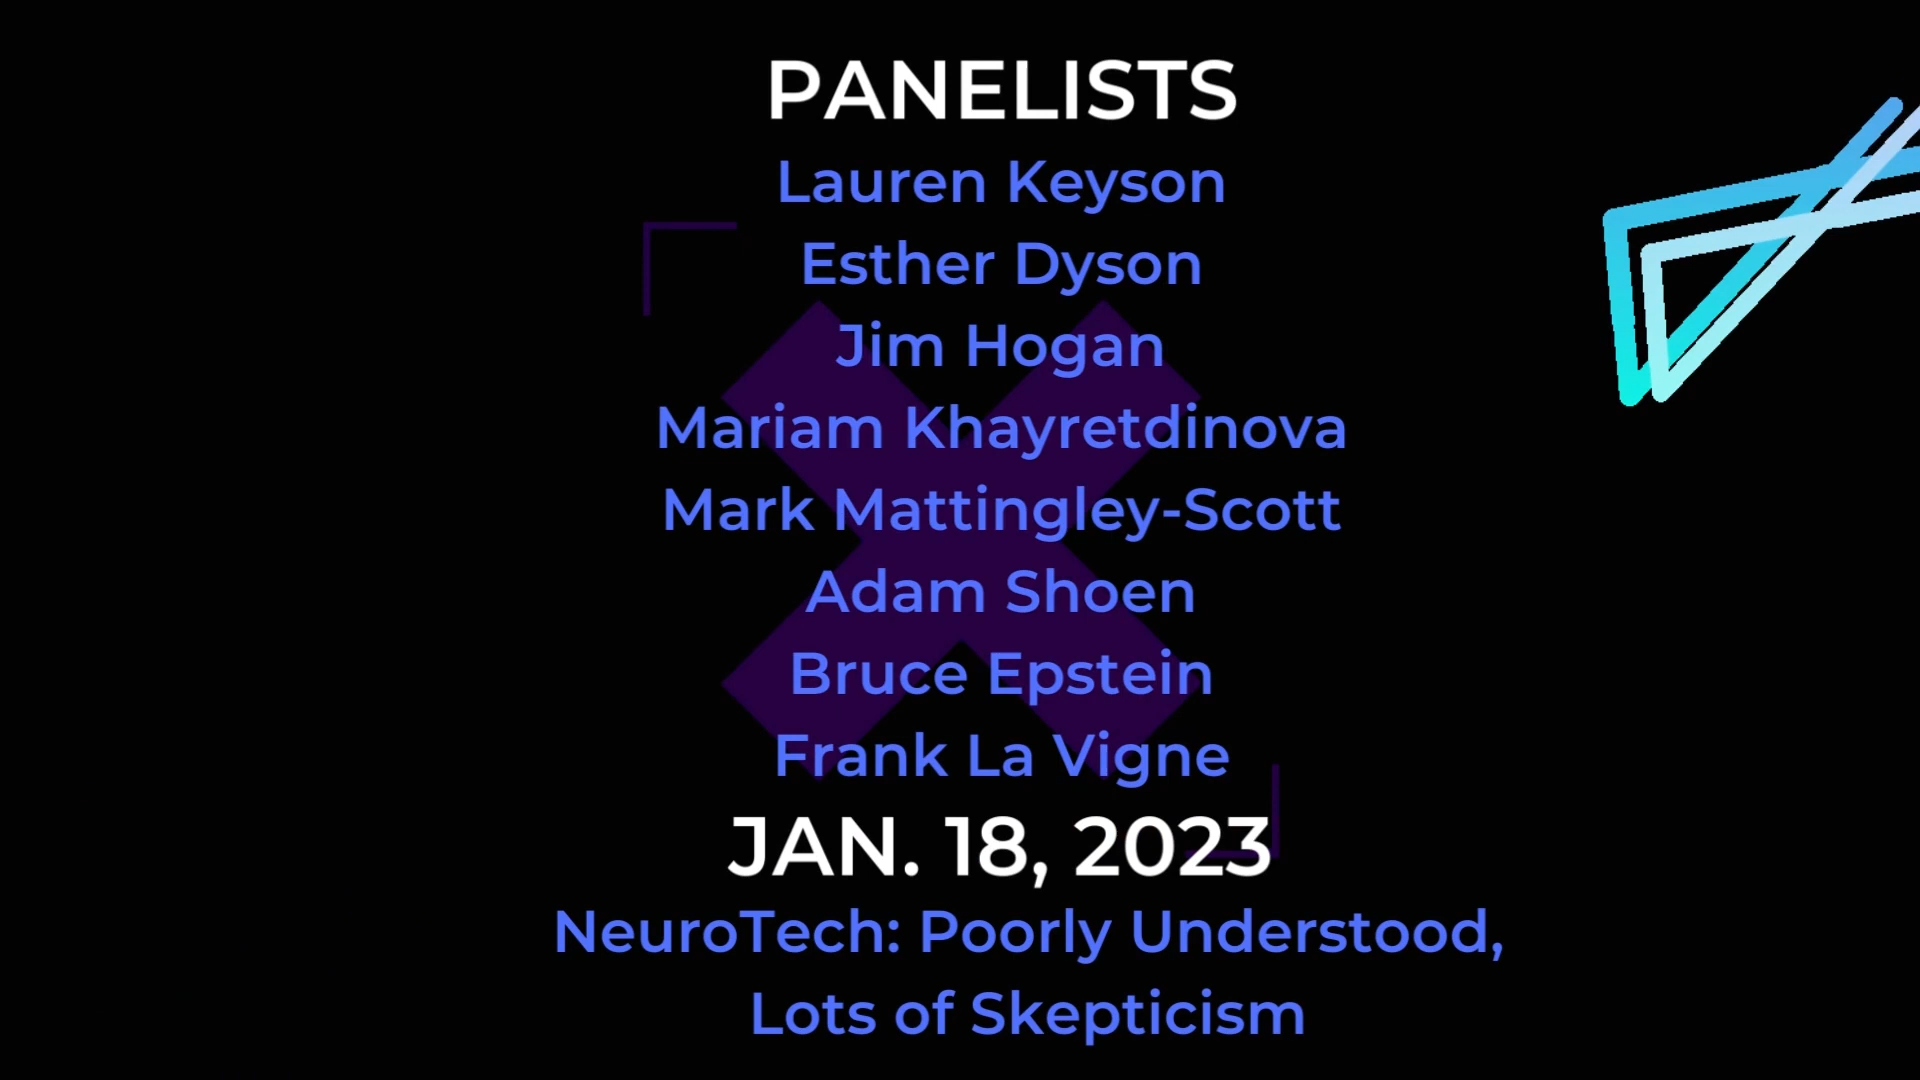 PANELISTS
Lauren Keyson
Esther Dyson
Jim Hogan
Mariam Khayretdinova
Mark Mattingley-Scott
Adam Shoen
Bruce Epstein
Frank La Vigne
JAN. 18, 2023
NeuroTech: Poorly Understood,
Lots of Skepticism